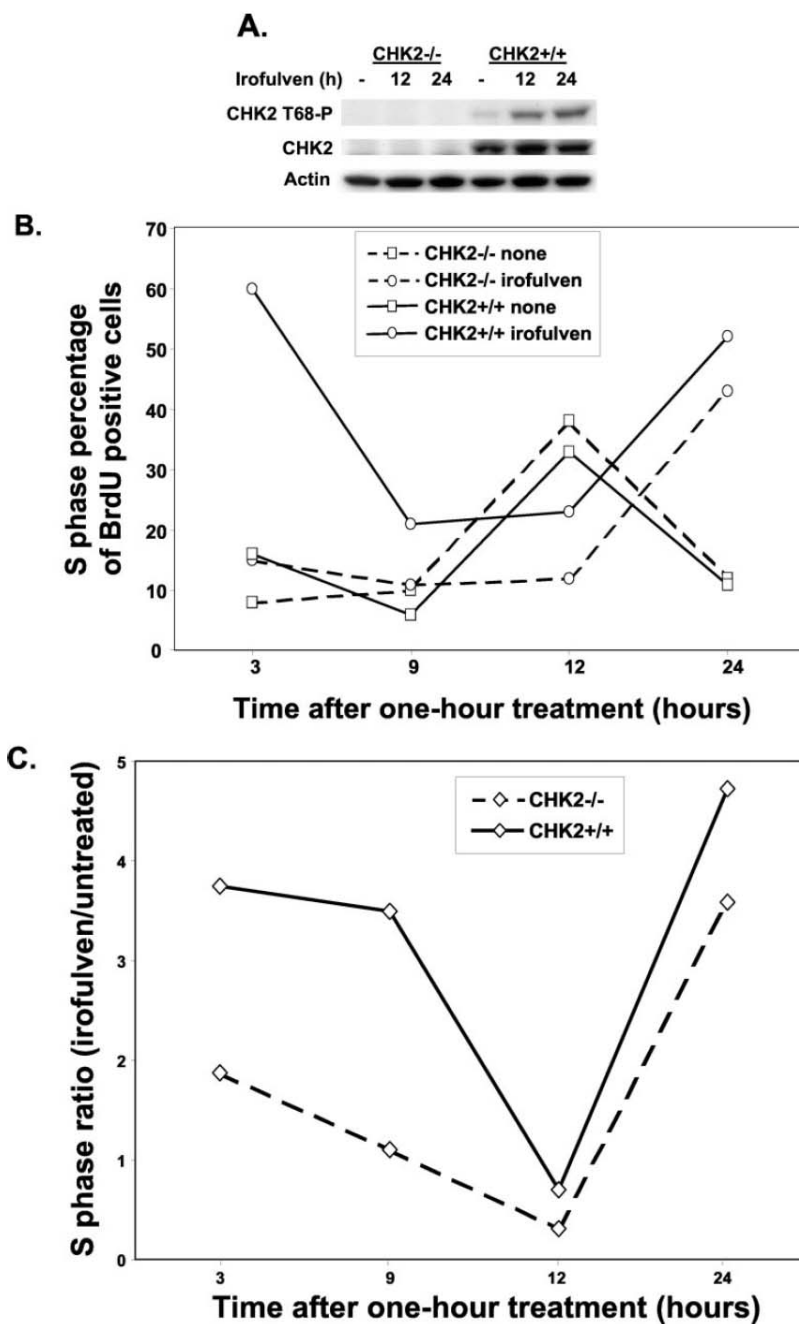 A.
CHK2-/- CHK2+/+
Irofulven (h) - 12 24 - 12 24
CHK2 T68-P
CHK2
Actin
B.
S phase percentage
of BrdU positive cells
70
60
50
40
30
20
10
0
CHK2-/- none
CHK2-/- irofulven
CHK2+/+ none
CHK2+/+ irofulven
3 9 12 24
Time after one-hour treatment (hours)
C.
S phase ratio (irofulven/untreated)
5
4
3
2
1
0
CHK2-/-
CHK2+/+
3 9 12 24
Time after one-hour treatment (hours)